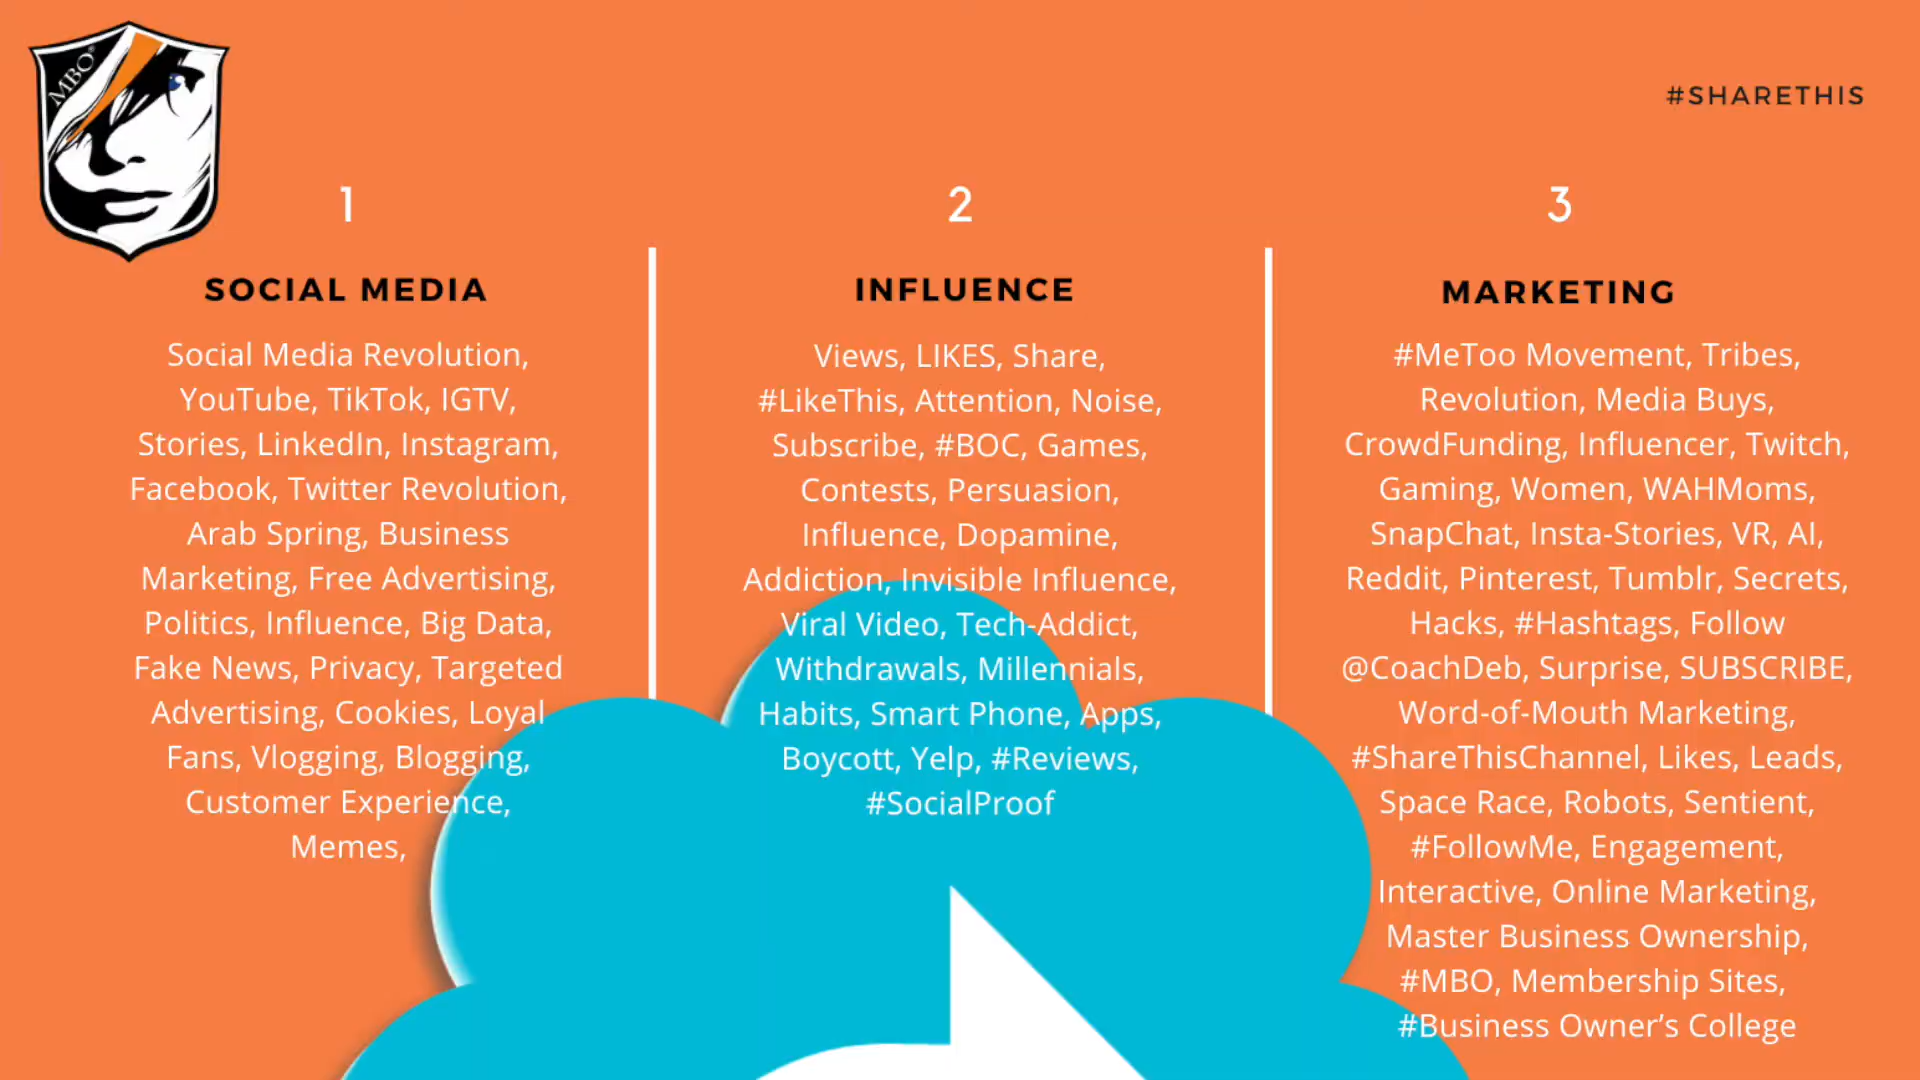 MBO®
#SHARETHIS
1
SOCIAL MEDIA
Social Media Revolution,
YouTube, TikTok, IGTV,
Stories, LinkedIn, Instagram,
Facebook, Twitter Revolution,
Arab Spring, Business
Marketing, Free Advertising,
Politics, Influence, Big Data,
Fake News, Privacy, Targeted
Advertising, Cookies, Loyal
Fans, Vlogging, Blogging,
Customer Experience,
Memes,
2
INFLUENCE
Views, LIKES, Share,
#LikeThis, Attention, Noise,
Subscribe, #BOC, Games,
Contests, Persuasion,
Influence, Dopamine,
Addiction, Invisible Influence,
Viral Video, Tech-Addict,
Withdrawals, Millennials,
Habits, Smart Phone, Apps,
Boycott, Yelp, #Reviews,
#SocialProof
3
MARKETING
#MeToo Movement, Tribes,
Revolution, Media Buys,
CrowdFunding, Influencer, Twitch,
Gaming, Women, WAHMoms,
SnapChat, Insta-Stories, VR, AI,
Reddit, Pinterest, Tumblr, Secrets,
Hacks, #Hashtags, Follow
@CoachDeb, Surprise, SUBSCRIBE,
Word-of-Mouth Marketing,
#ShareThisChannel, Likes, Leads,
Space Race, Robots, Sentient,
#FollowMe, Engagement,
Interactive, Online Marketing,
Master Business Ownership,
#MBO, Membership Sites,
#Business Owner’s College